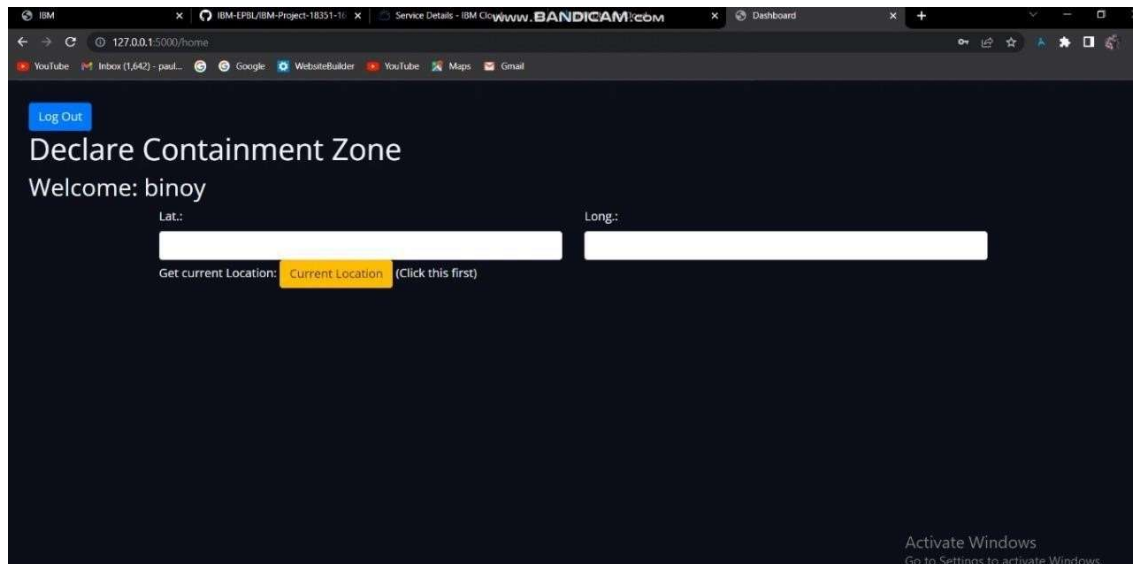 IBM
IBM-EPBL/IBM-Project-18351-16
Service Details - IBM Clo
www.BANDICAM.com
Dashboard
127.0.0.1:5000/home
YouTube
Inbox (1,642) - paul...
Google
WebsiteBuilder
YouTube
Maps
Gmail
Log Out
Declare Containment Zone
Welcome: binoy
Lat.: Long.:
Get current Location: Current Location (Click this first)
Activate Windows
Go to Settings to activate Windows.